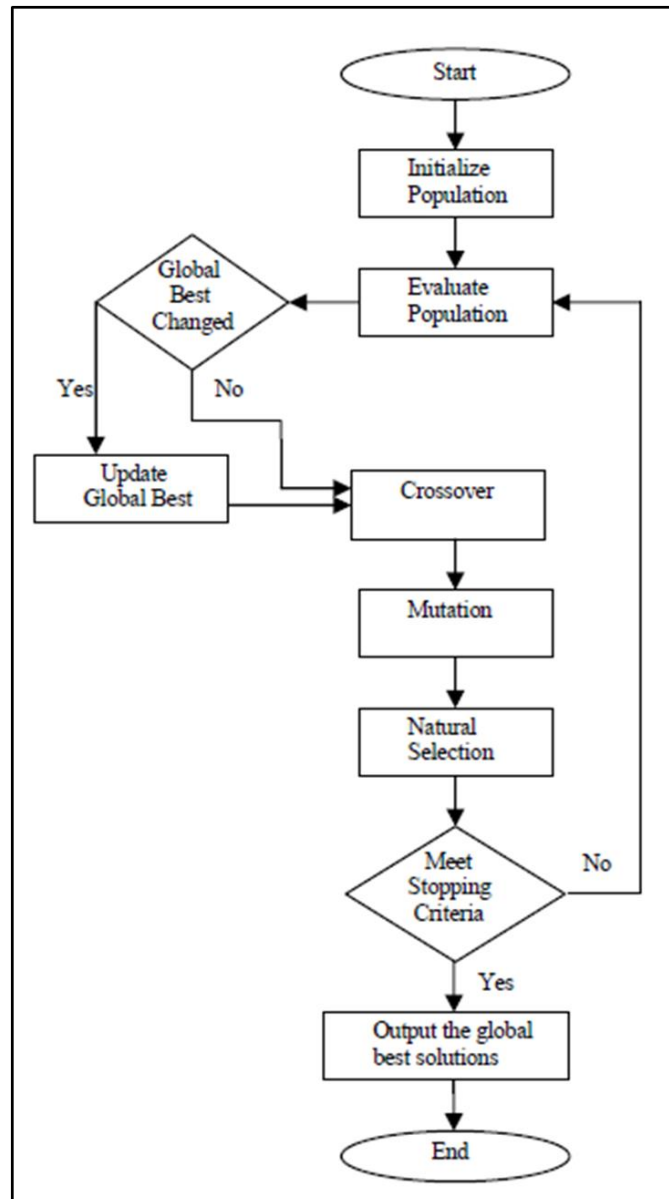 Start
Initialize
Population
Evaluate
Population
Global
Best
Changed
Yes
No
Update
Global Best
Crossover
Mutation
Natural
Selection
Meet
Stopping
Criteria
No
Yes
Output the global
best solutions
End